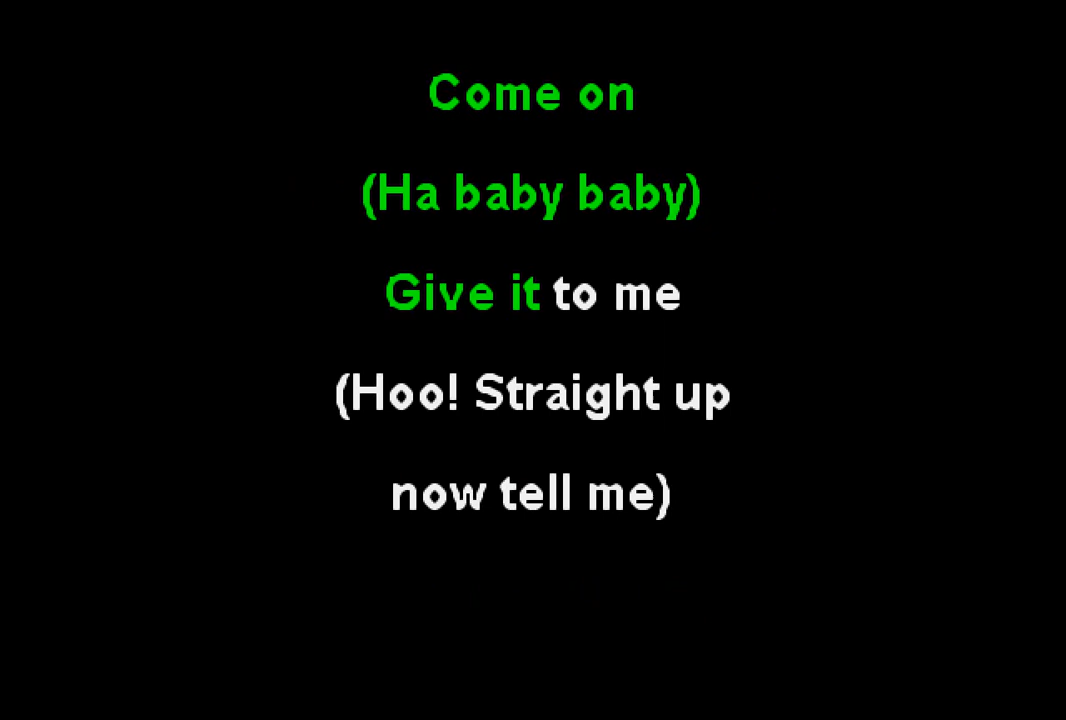 Come on
(Ha baby baby)
Give it to me
(Hoo! Straight up
now tell me)